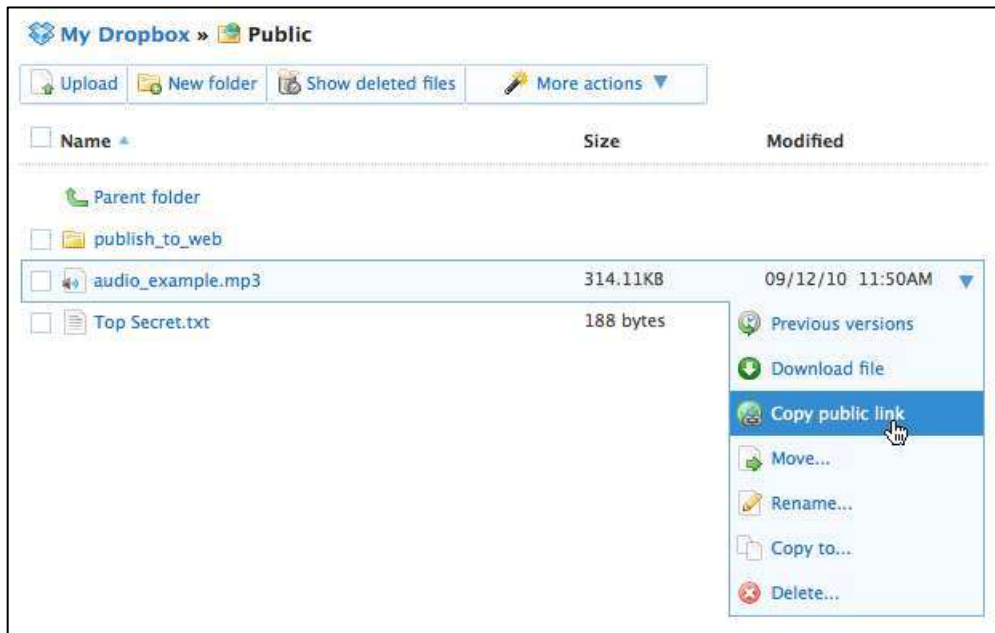 My Dropbox » Public
Upload New folder Show deleted files More actions ▼
Name ▲ Size Modified
Parent folder
publish_to_web
audio_example.mp3 314.11KB 09/12/10 11:50AM ▼
Top Secret.txt 188 bytes
Previous versions
Download file
Copy public link
Move...
Rename...
Copy to...
Delete...